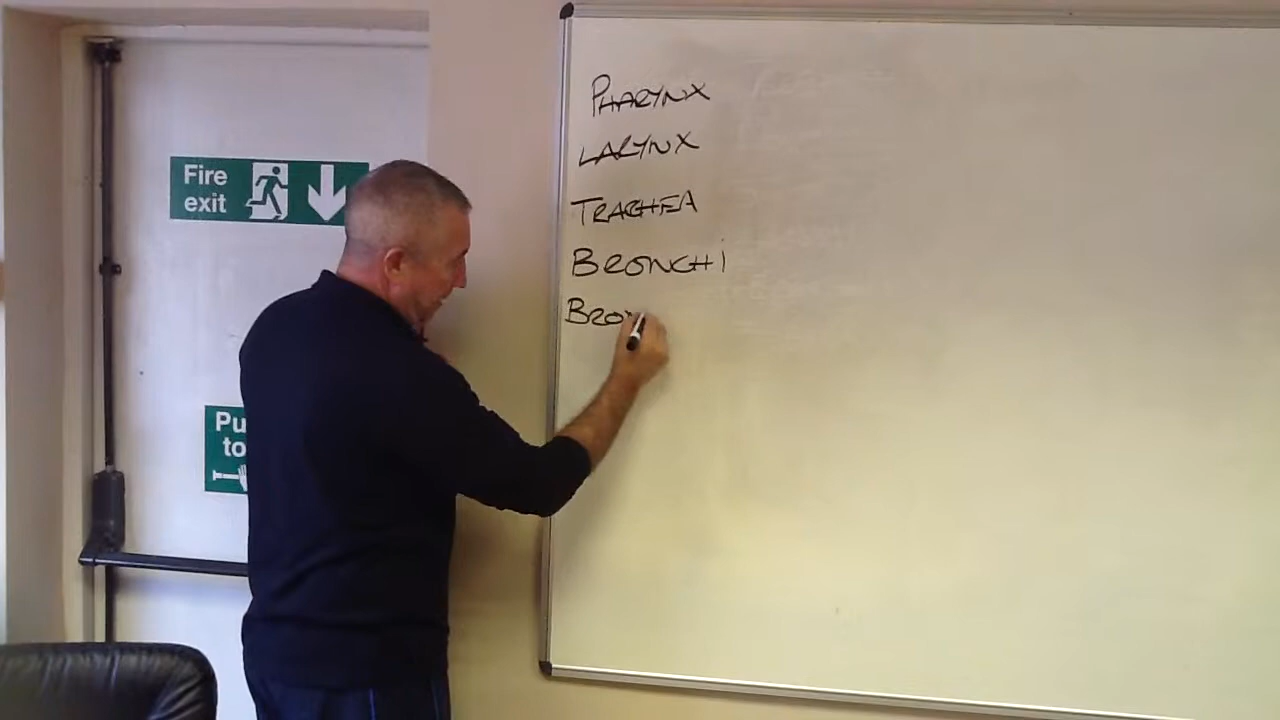 Fire
exit
Pu
to
PHARYNX
LARYNX
TRACHEA
BRONCHI
BRO